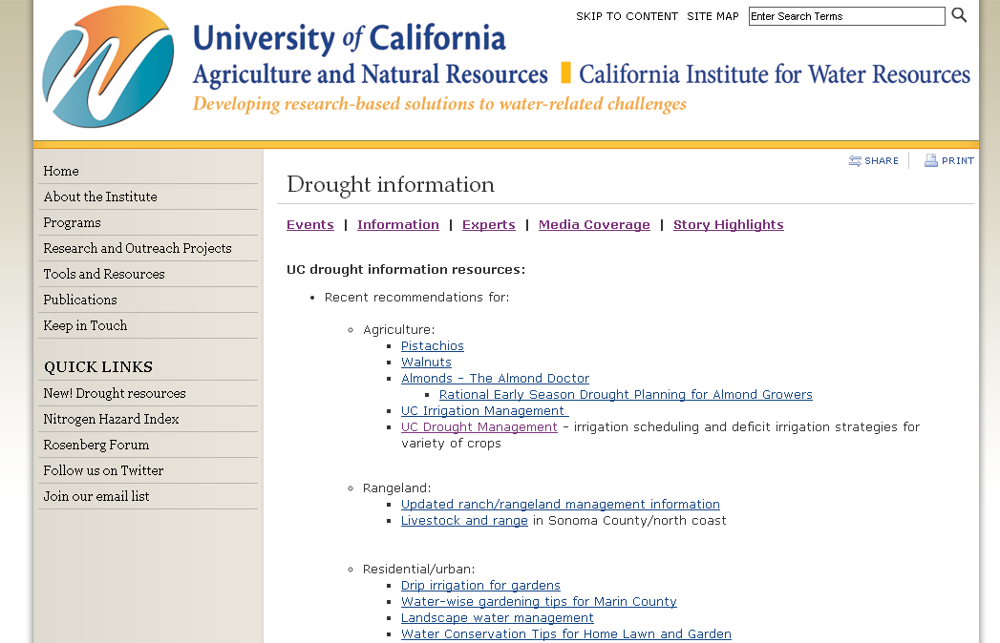 SKIP TO CONTENT SITE MAP Enter Search Terms
University of California
Agriculture and Natural Resources California Institute for Water Resources
Developing research-based solutions to water-related challenges
SHARE PRINT
Home
About the Institute
Programs
Research and Outreach Projects
Tools and Resources
Publications
Keep in Touch
QUICK LINKS
New! Drought resources
Nitrogen Hazard Index
Rosenberg Forum
Follow us on Twitter
Join our email list
Drought information
Events | Information | Experts | Media Coverage | Story Highlights
UC drought information resources:
Recent recommendations for:
Agriculture:
Pistachios
Walnuts
Almonds - The Almond Doctor
Rational Early Season Drought Planning for Almond Growers
UC Irrigation Management
UC Drought Management - irrigation scheduling and deficit irrigation strategies for
variety of crops
Rangeland:
Updated ranch/rangeland management information
Livestock and range in Sonoma County/north coast
Residential/urban:
Drip irrigation for gardens
Water-wise gardening tips for Marin County
Landscape water management
Water Conservation Tips for Home Lawn and Garden